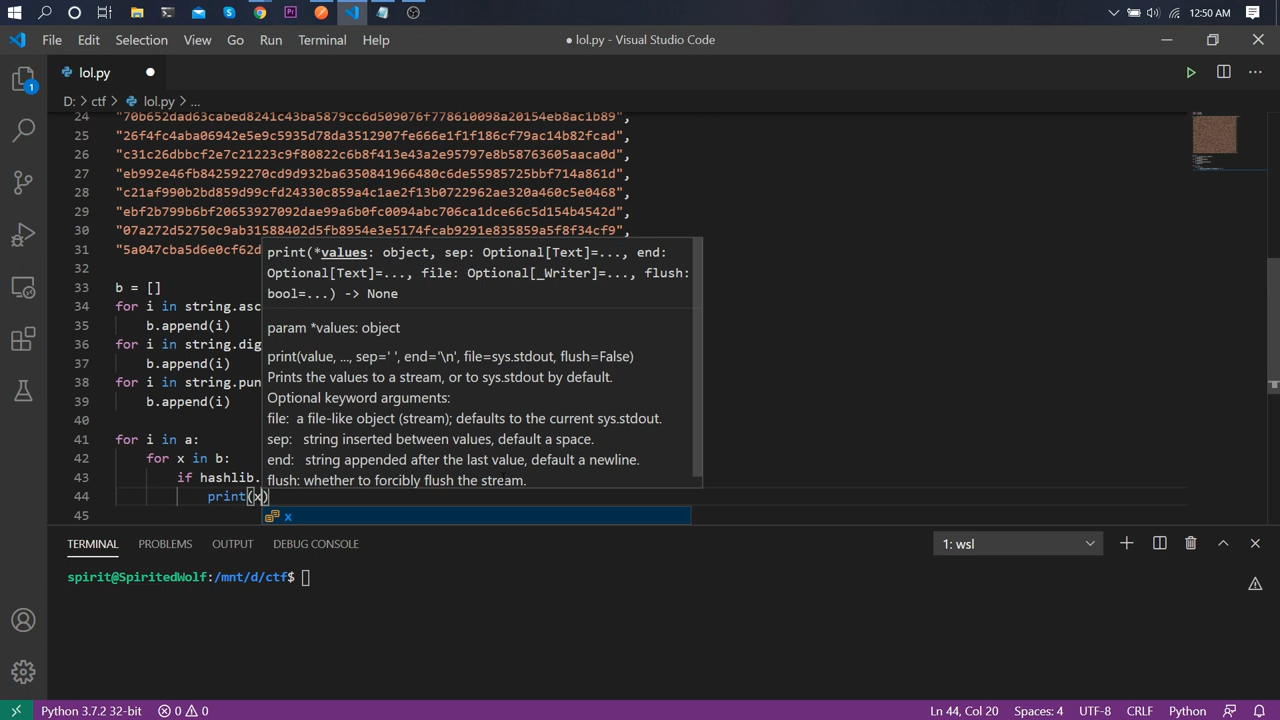 12:50 AM
File Edit Selection View Go Run Terminal Help
● lol.py - Visual Studio Code
lol.py
D: > ctf > lol.py > ...
24 "70b652dad63cabed8241c43ba5879cc6d509076f778610098a20154eb8ac1b89",
25 "26f4fc4aba06942e5e9c5935d78da3512907fe666e1f1f186cf79ac14b82fcad",
26 "c31c26dbbcf2e7c21223c9f80822c6b8f413e43a2e95797e8b58763605aaca0d",
27 "eb992e46fb842592270cd9d932ba6350841966480c6de55985725bbf714a861d",
28 "c21af990b2bd859d99cfd24330c859a4c1ae2f13b0722962ae320a460c5e0468",
29 "ebf2b799b6bf20653927092dae99a6b0fc0094abc706ca1dce66c5d154b4542d",
30 "07a272d52750c9ab31588402d5fb8954e3e5174fcab9291e835859a5f8f34cf9",
31 "5a047cba5d6e0cf62d
32
33 b = []
34 for i in string.asc
35 b.append(i)
36 for i in string.dig
37 b.append(i)
38 for i in string.pun
39 b.append(i)
40
41 for i in a:
42 for x in b:
43 if hashlib.
44 print(x)
45
print(*values: object, sep: Optional[Text]=..., end:
Optional[Text]=..., file: Optional[_Writer]=..., flush:
bool=...) -> None
param *values: object
print(value, ..., sep=' ', end='\n', file=sys.stdout, flush=False)
Prints the values to a stream, or to sys.stdout by default.
Optional keyword arguments:
file: a file-like object (stream); defaults to the current sys.stdout.
sep: string inserted between values, default a space.
end: string appended after the last value, default a newline.
flush: whether to forcibly flush the stream.
x
TERMINAL PROBLEMS OUTPUT DEBUG CONSOLE 1: wsl
spirit@SpiritedWolf:/mnt/d/ctf$
Python 3.7.2 32-bit 0 0 Ln 44, Col 20 Spaces: 4 UTF-8 CRLF Python